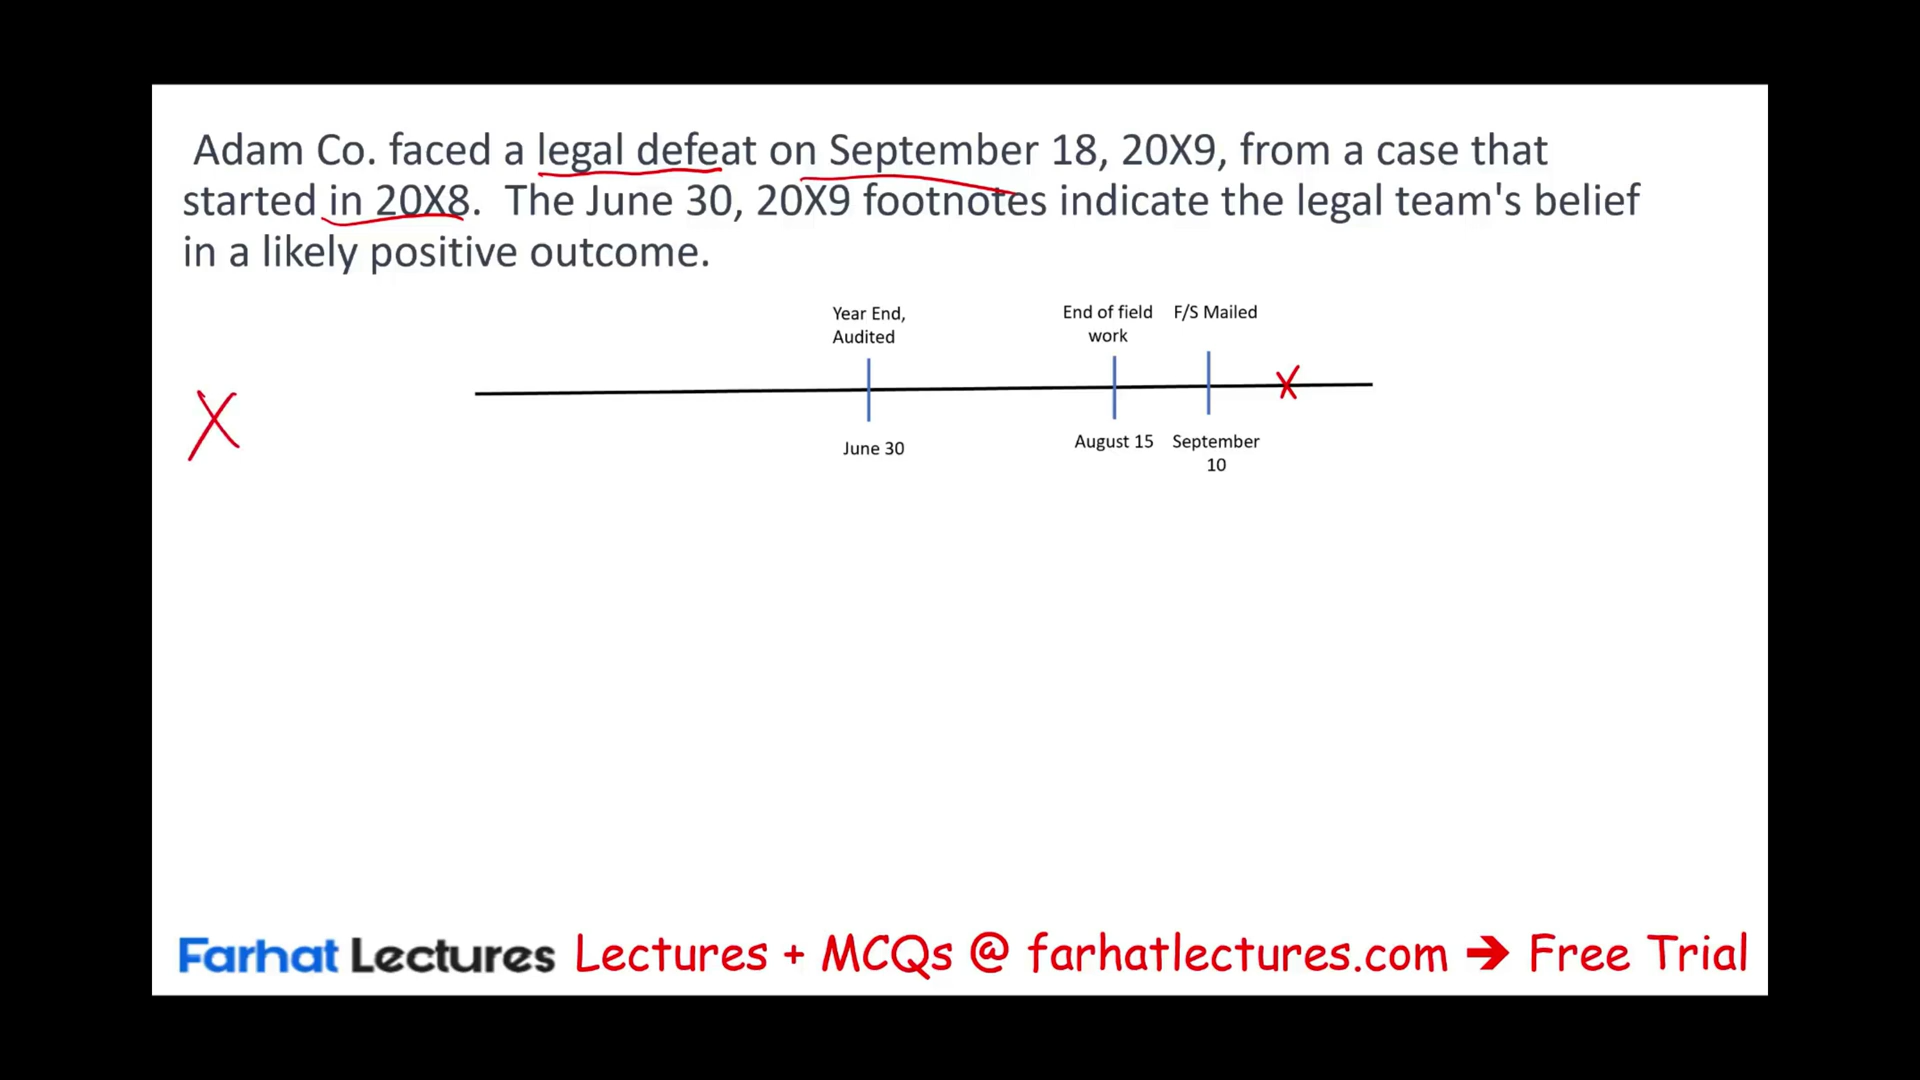 Adam Co. faced a legal defeat on September 18, 20X9, from a case that
started in 20X8. The June 30, 20X9 footnotes indicate the legal team's belief
in a likely positive outcome.
Year End,
Audited
End of field
work
F/S Mailed
X
X
June 30
August 15
September
10
Farhat Lectures Lectures + MCQs @ farhatlectures.com ➔ Free Trial